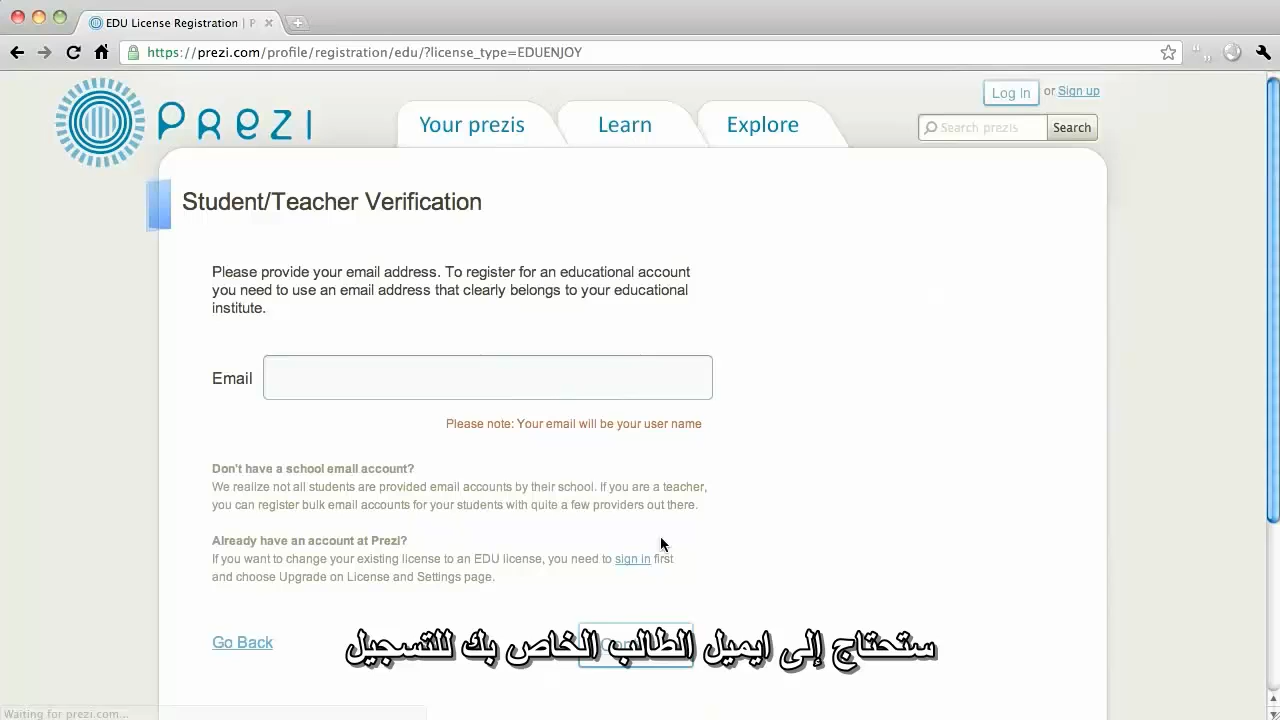 EDU License Registration | P
https://prezi.com/profile/registration/edu/?license_type=EDUENJOY
Log in or Sign up
PREZI
Your prezis
Learn
Explore
Search prezis
Search
Student/Teacher Verification
Please provide your email address. To register for an educational account
you need to use an email address that clearly belongs to your educational
institute.
Email
Please note: Your email will be your user name
Don't have a school email account?
We realize not all students are provided email accounts by their school. If you are a teacher,
you can register bulk email accounts for your students with quite a few providers out there.
Already have an account at Prezi?
If you want to change your existing license to an EDU license, you need to sign in first
and choose Upgrade on License and Settings page.
Go Back
ستحتاج إلى ايميل الطالب الخاص بك للتسجيل
Waiting for prezi.com...